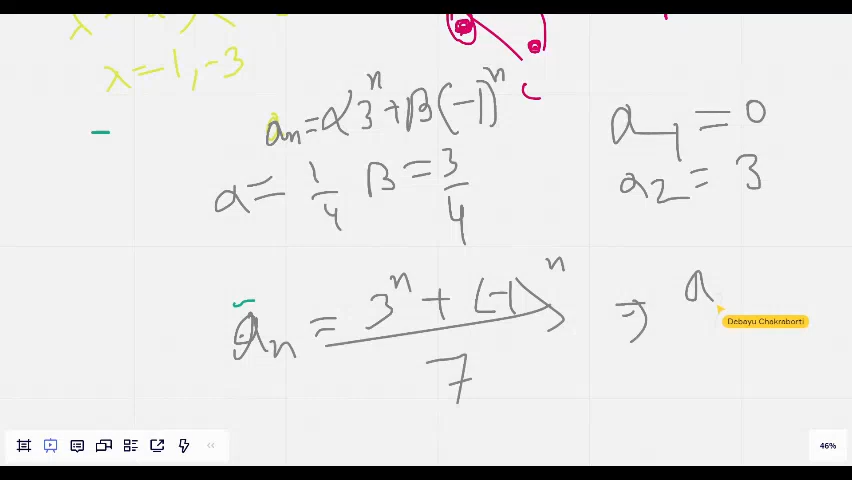 λ = -1, -3
aₙ = α3ⁿ + β(-1)ⁿ
a₁ = 0
α = 1/4 β = 3/4
a₂ = 3
aₙ = (3ⁿ + (-1)ⁿ)/7 ⇒ a
Debayu Chakraborti
46%